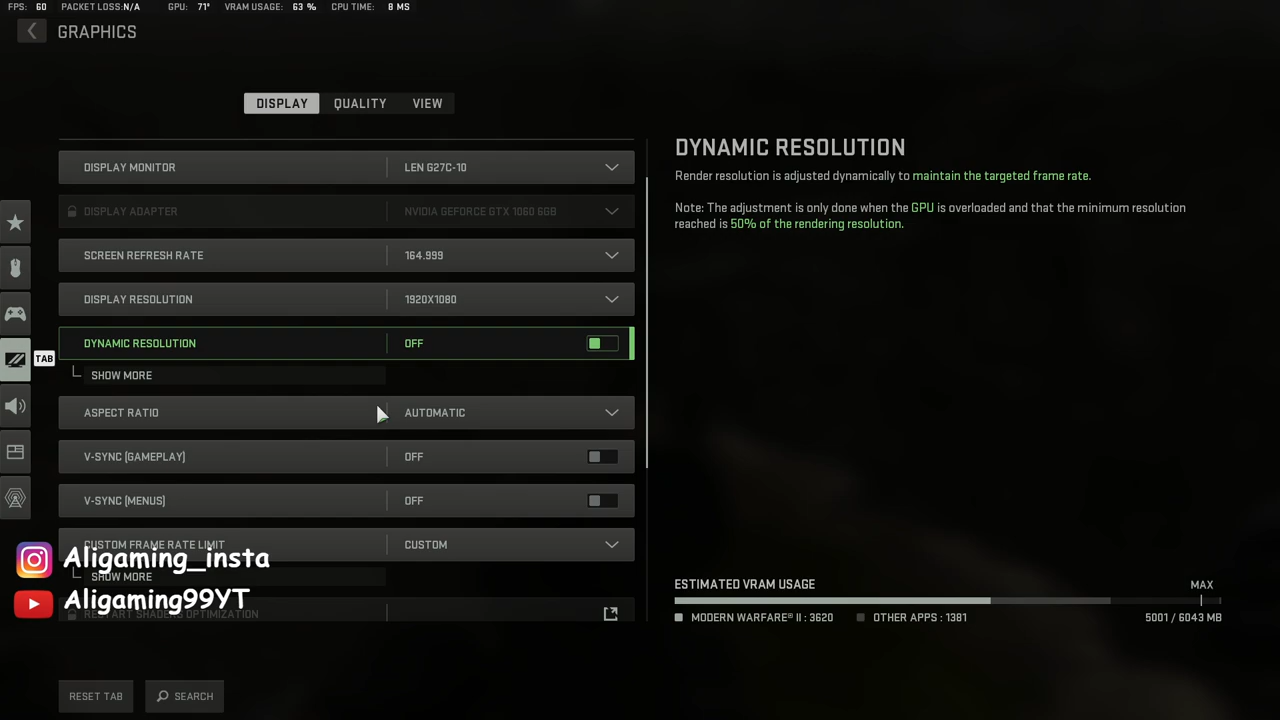 FPS: 60 PACKET LOSS:N/A GPU: 71° VRAM USAGE: 63 % CPU TIME: 8 MS
GRAPHICS
DISPLAY QUALITY VIEW
DISPLAY MONITOR LEN G27C-10
DISPLAY ADAPTER NVIDIA GEFORCE GTX 1060 6GB
SCREEN REFRESH RATE 164.999
DISPLAY RESOLUTION 1920X1080
DYNAMIC RESOLUTION OFF
TAB
SHOW MORE
ASPECT RATIO AUTOMATIC
V-SYNC (GAMEPLAY) OFF
V-SYNC (MENUS) OFF
CUSTOM FRAME RATE LIMIT CUSTOM
Aligaming_insta
SHOW MORE
Aligaming99YT
RESTART SHADERS OPTIMIZATION
RESET TAB SEARCH
DYNAMIC RESOLUTION
Render resolution is adjusted dynamically to maintain the targeted frame rate.
Note: The adjustment is only done when the GPU is overloaded and that the minimum resolution
reached is 50% of the rendering resolution.
ESTIMATED VRAM USAGE MAX
MODERN WARFARE® II : 3620 OTHER APPS : 1381 5001 / 6043 MB